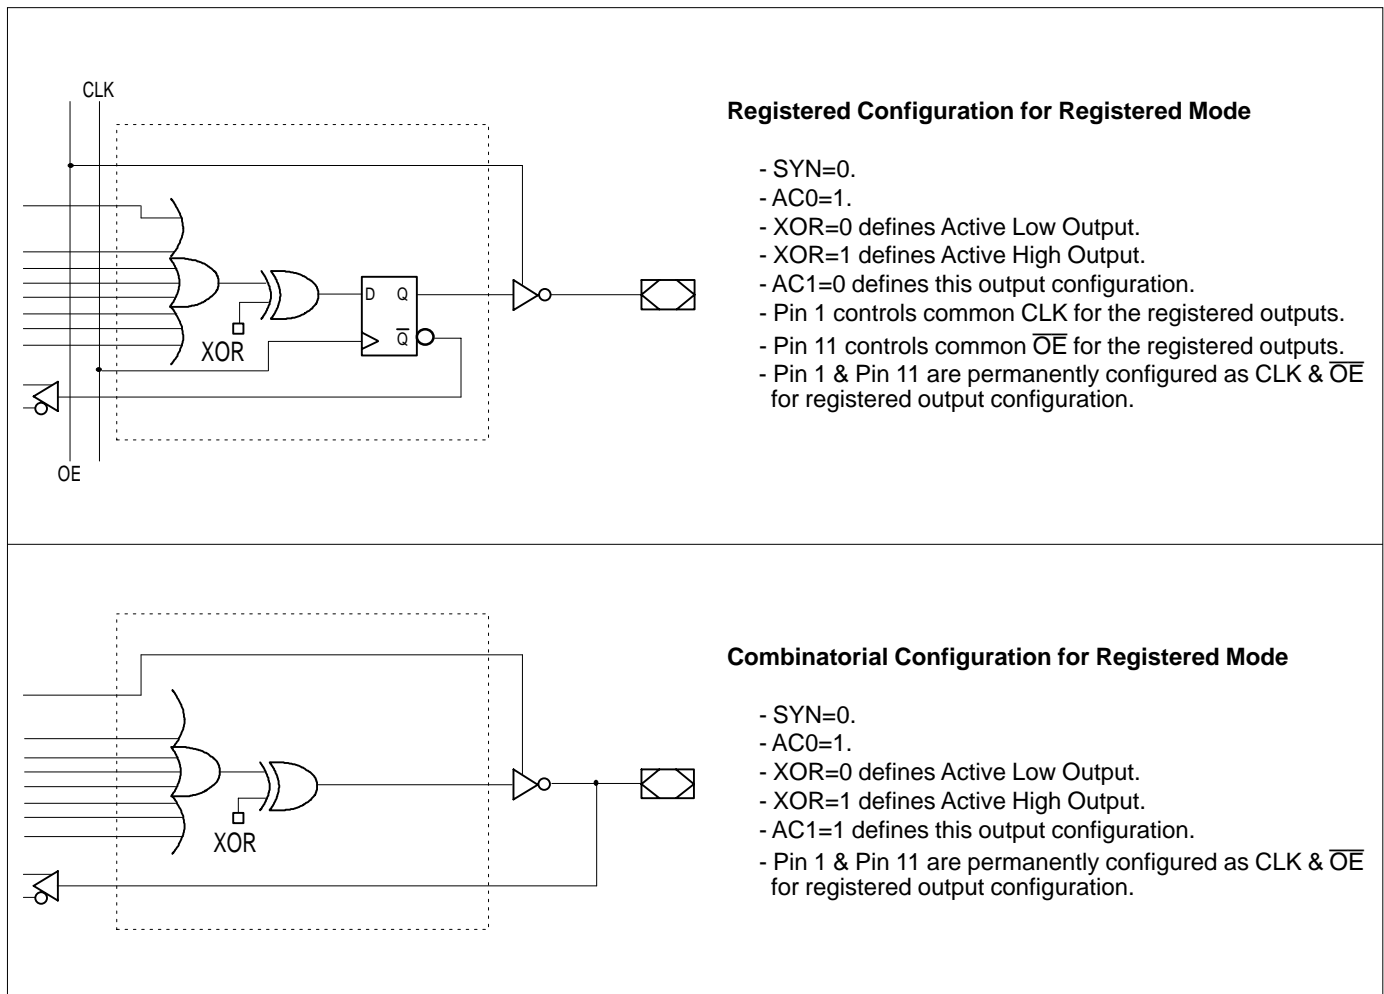 CLK
D Q
Q̅
XOR
OE
Registered Configuration for Registered Mode
- SYN=0.
- AC0=1.
- XOR=0 defines Active Low Output.
- XOR=1 defines Active High Output.
- AC1=0 defines this output configuration.
- Pin 1 controls common CLK for the registered outputs.
- Pin 11 controls common O̅E̅ for the registered outputs.
- Pin 1 & Pin 11 are permanently configured as CLK & O̅E̅
for registered output configuration.
XOR
Combinatorial Configuration for Registered Mode
- SYN=0.
- AC0=1.
- XOR=0 defines Active Low Output.
- XOR=1 defines Active High Output.
- AC1=1 defines this output configuration.
- Pin 1 & Pin 11 are permanently configured as CLK & O̅E̅
for registered output configuration.